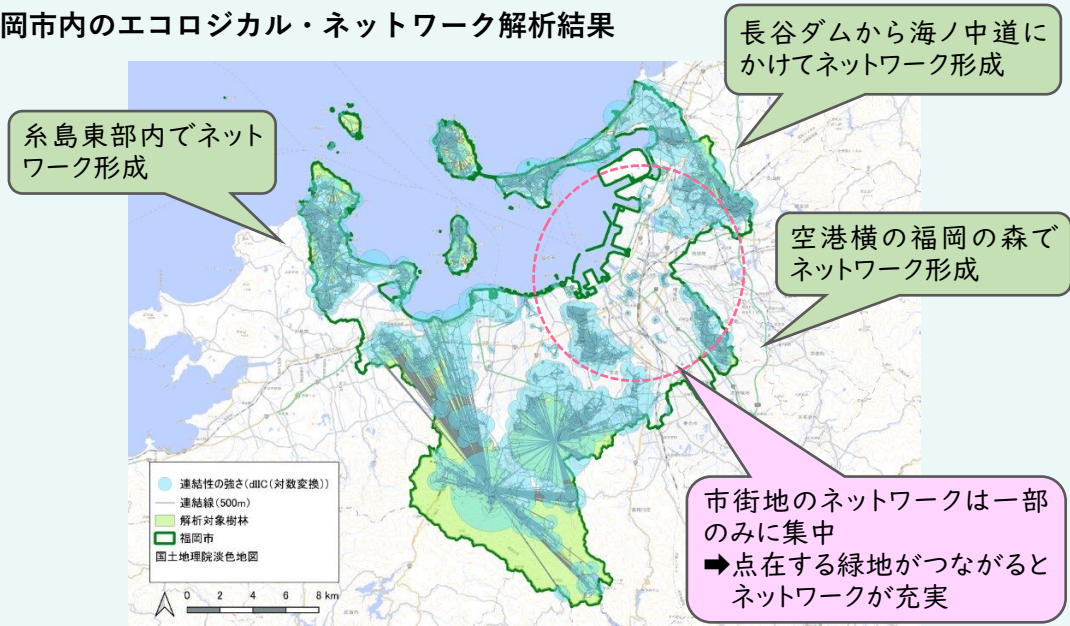 岡市内のエコロジカル・ネットワーク解析結果
長谷ダムから海ノ中道に
かけてネットワーク形成
糸島東部内でネット
ワーク形成
空港横の福岡の森で
ネットワーク形成
市街地のネットワークは一部
のみに集中
➡点在する緑地がつながると
ネットワークが充実
連結性の強さ(dIIC(対数変換))
連結線(500m)
解析対象樹林
福岡市
国土地理院淡色地図
0 2 4 6 8 km